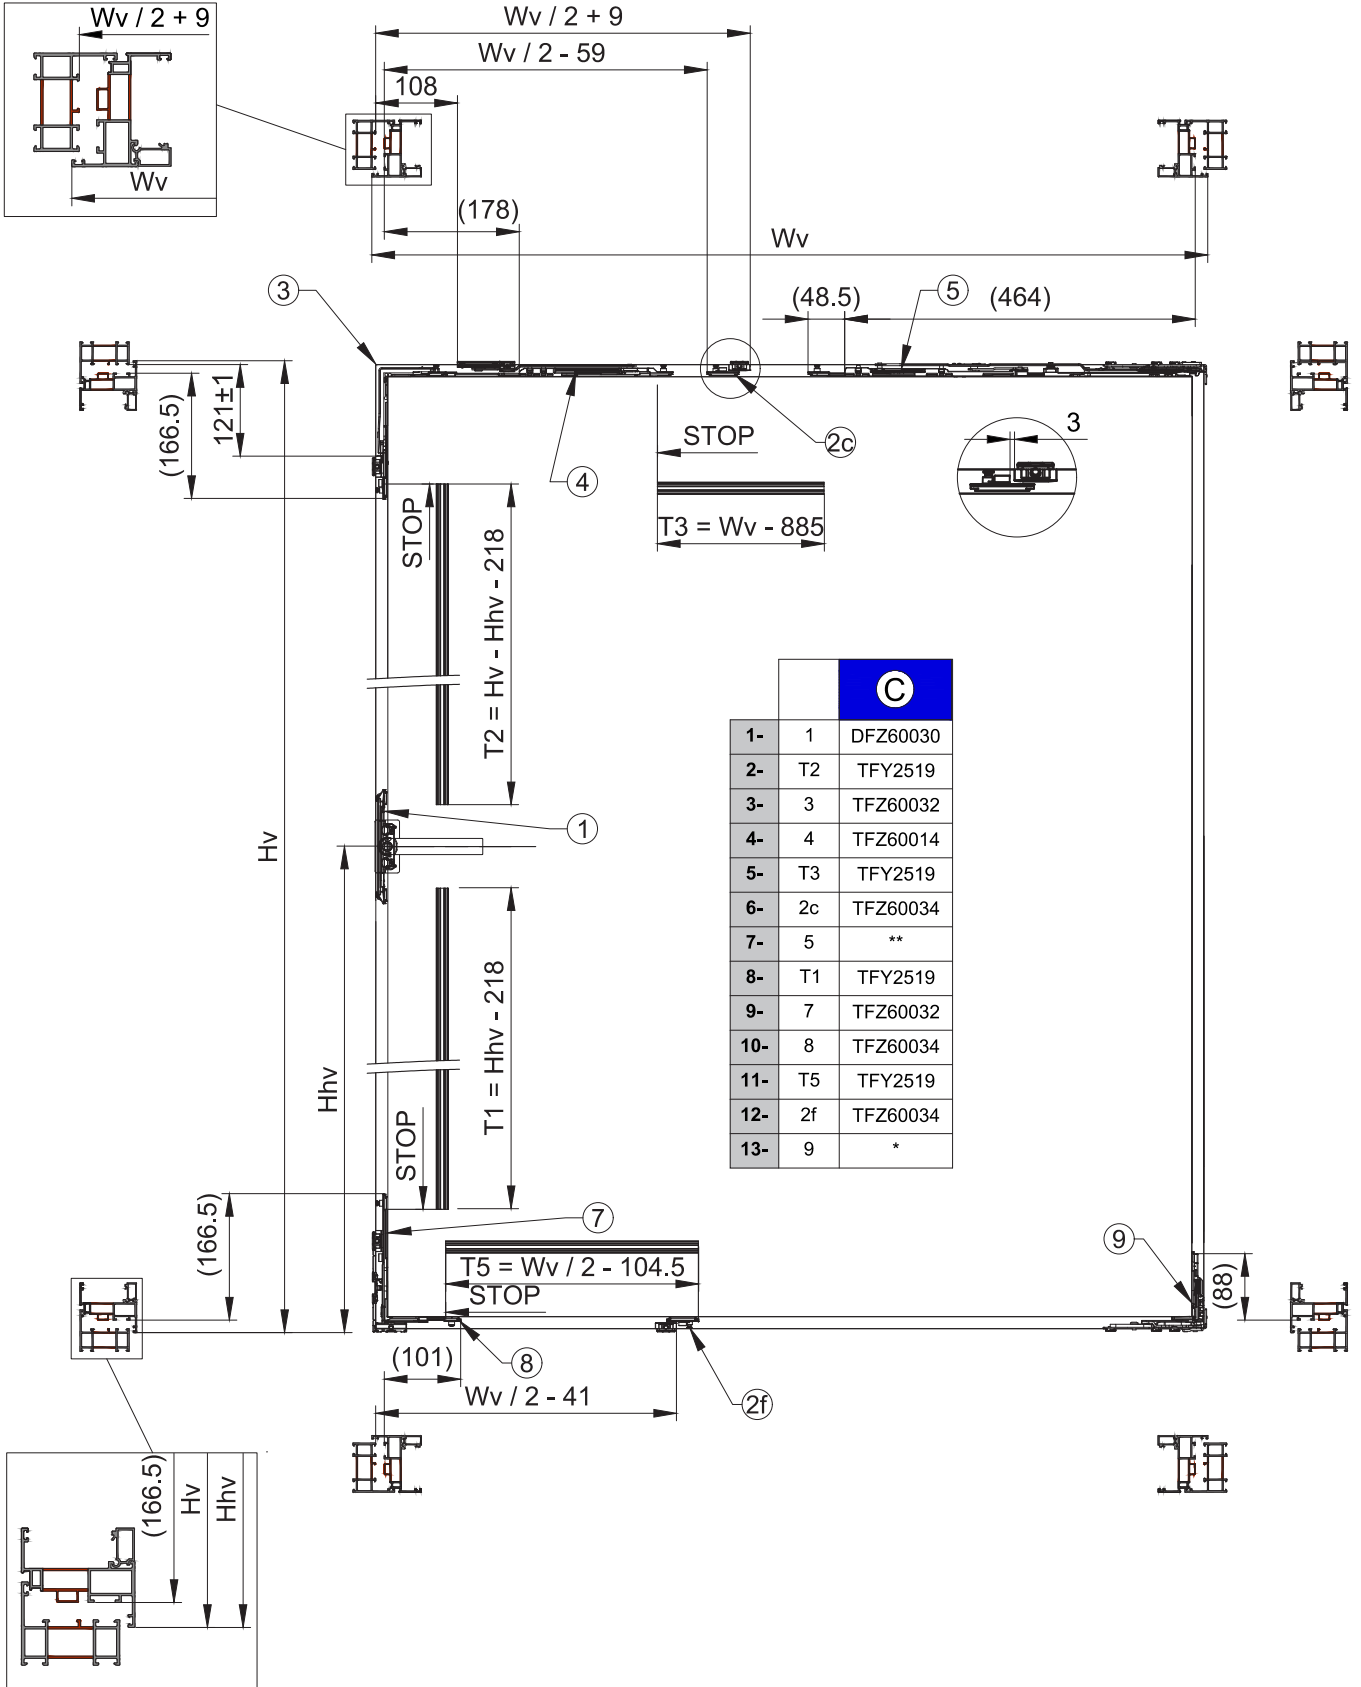 Wv / 2 + 9
Wv
Wv / 2 + 9
Wv / 2 - 59
108
(178)
Wv
3
(48.5)
5
(464)
121±1
(166.5)
STOP
2c
3
4
STOP
T3 = Wv - 885
T2 = Hv - Hhv - 218
Hv
1
C
1- 1 DFZ60030
2- T2 TFY2519
3- 3 TFZ60032
4- 4 TFZ60014
5- T3 TFY2519
6- 2c TFZ60034
7- 5 **
8- T1 TFY2519
9- 7 TFZ60032
10- 8 TFZ60034
11- T5 TFY2519
12- 2f TFZ60034
13- 9 *
Hhv
T1 = Hhv - 218
STOP
(166.5)
7
T5 = Wv / 2 - 104.5
STOP
9
(88)
(101)
8
Wv / 2 - 41
2f
(166.5)
Hv
Hhv